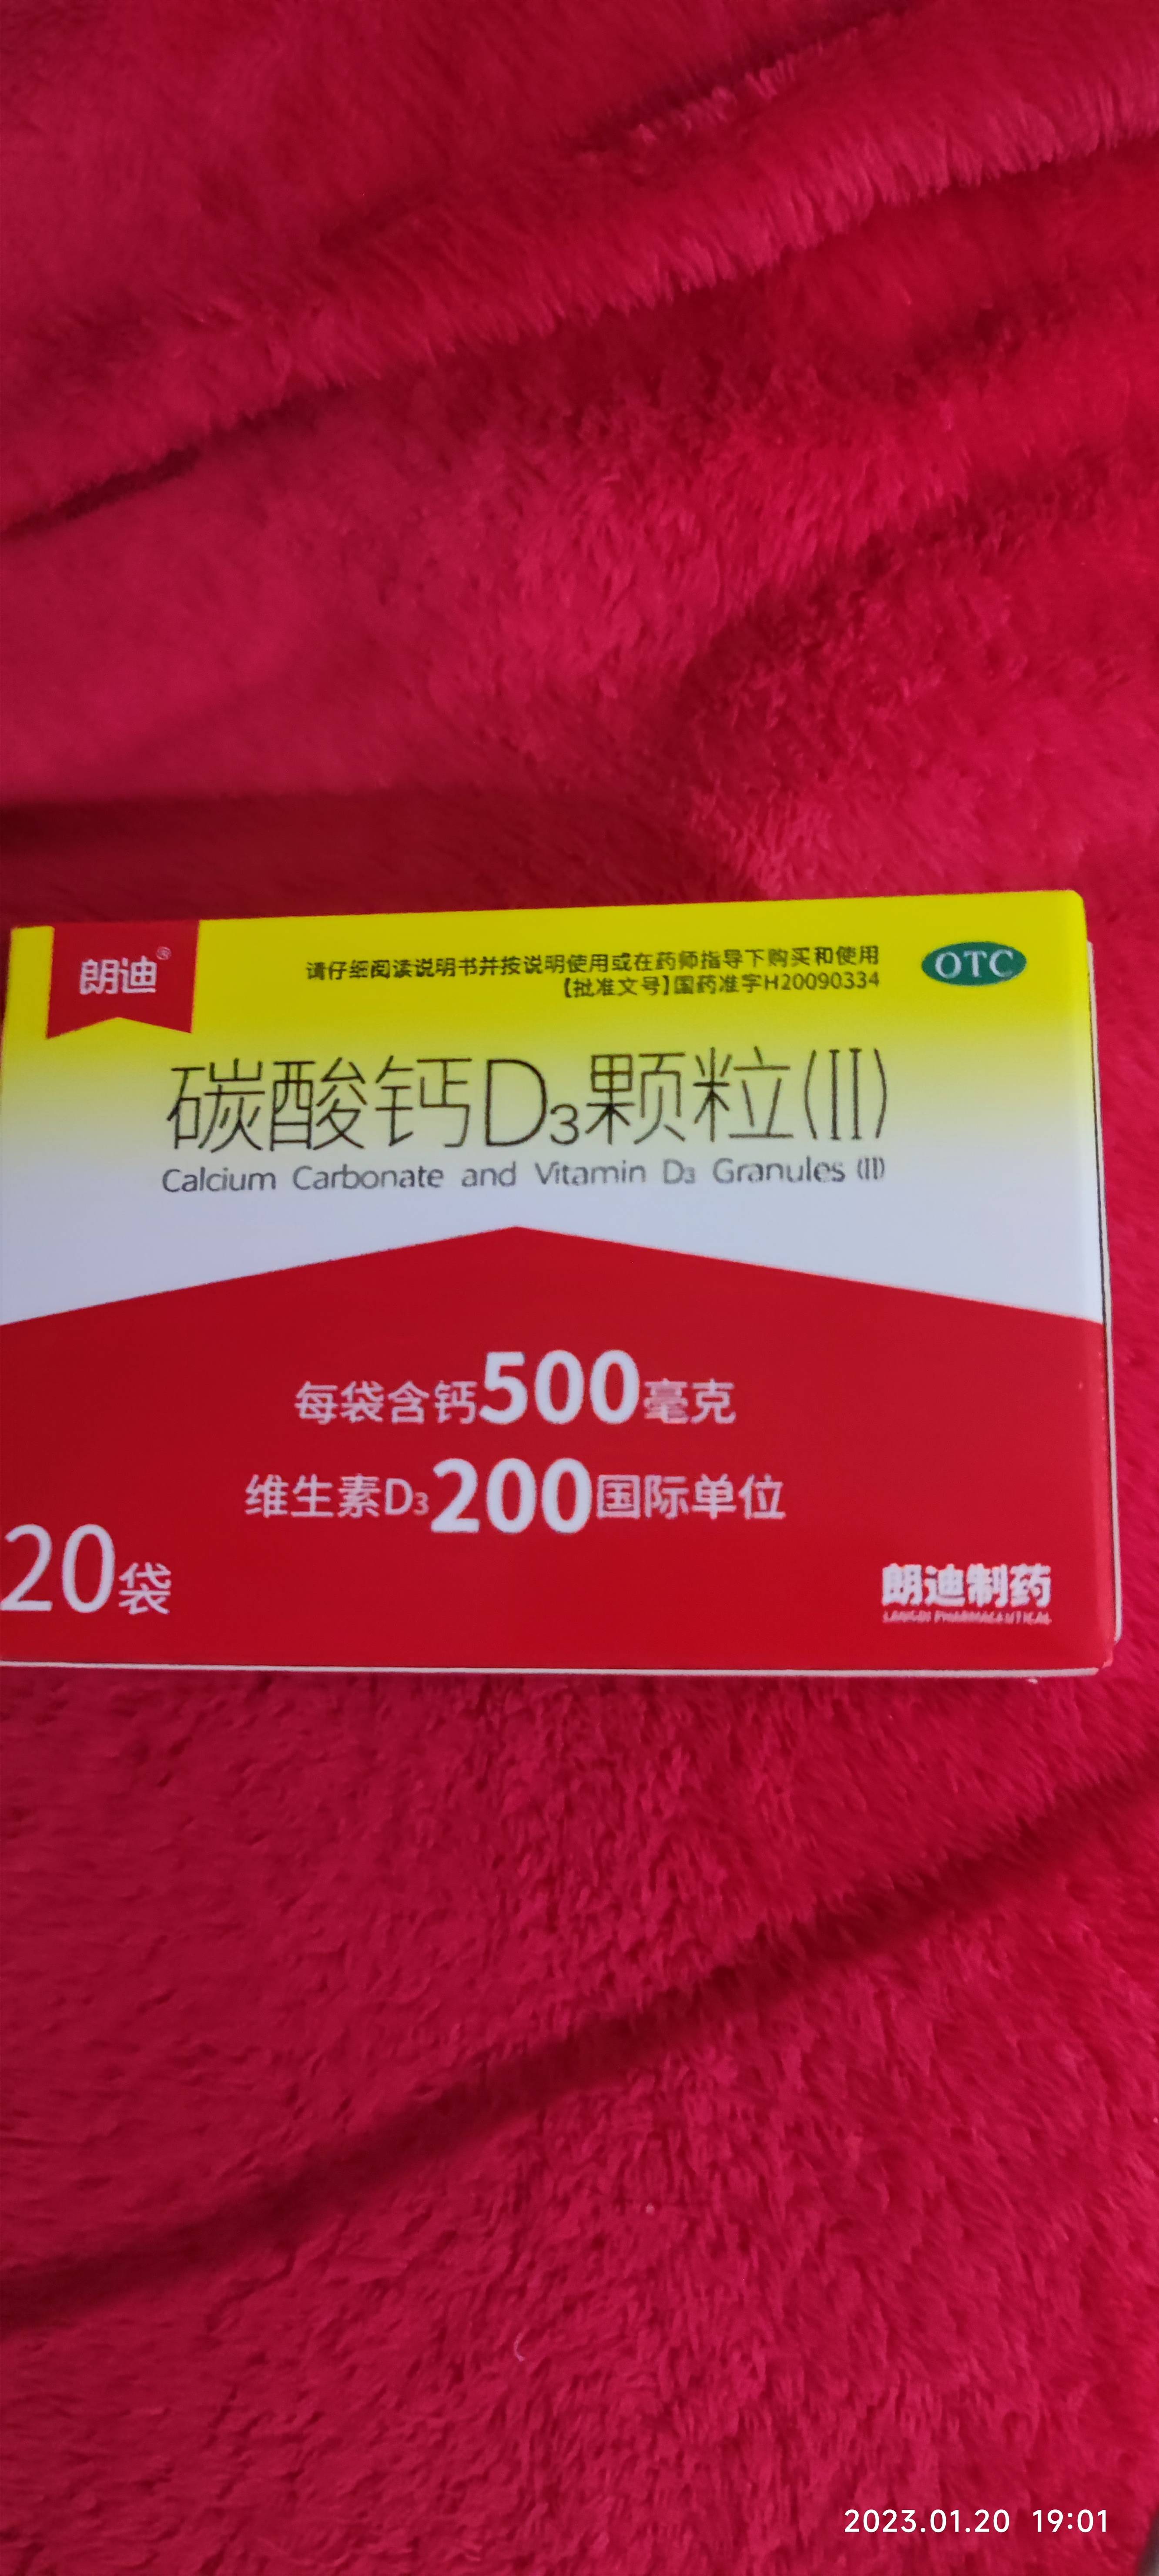 朗迪®
请仔细阅读说明书并按说明使用或在药师指导下购买和使用
【批准文号】国药准字H20090334
OTC
碳酸钙D₃颗粒(II)
Calcium Carbonate and Vitamin D₃ Granules (II)
每袋含钙500毫克
维生素D₃200国际单位
20袋
朗迪制药
LANGDI PHARMACEUTICAL
2023.01.20 19:01